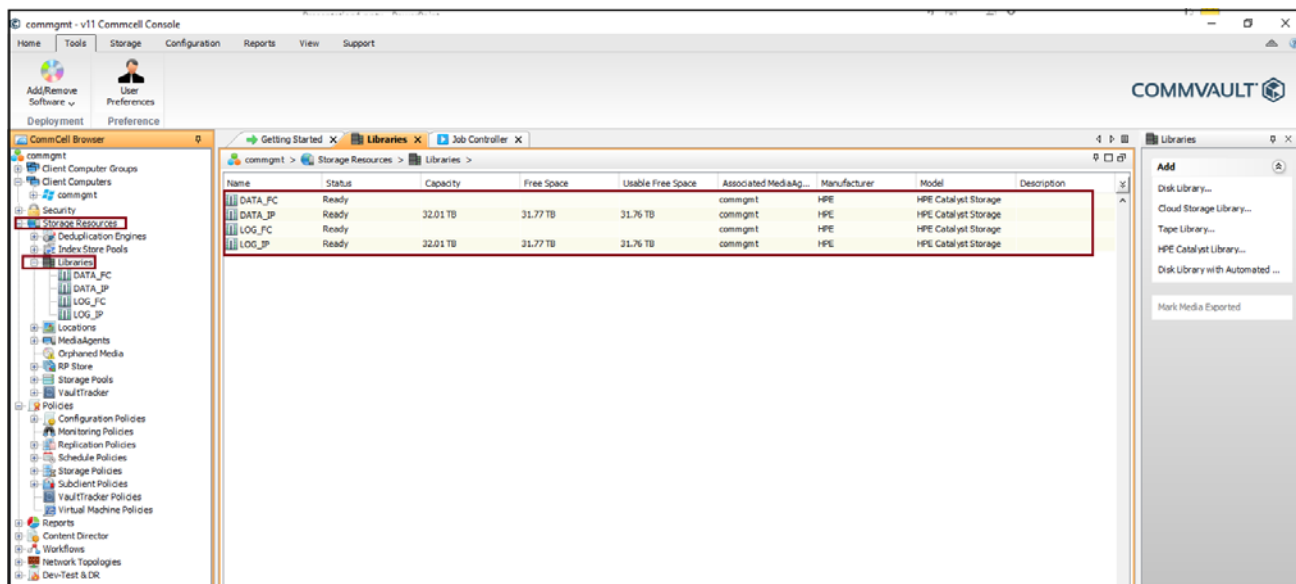 commgmt - v11 Commcell Console
Home Tools Storage Configuration Reports View Support
Add/Remove Software
User Preferences
Deployment
Preference
COMMVAULT
CommCell Browser
commgmt
Client Computer Groups
Client Computers
commgmt
Security
Storage Resources
Deduplication Engines
Index Store Pools
Libraries
DATA_FC
DATA_IP
LOG_FC
LOG_IP
Locations
MediaAgents
Orphaned Media
RP Store
Storage Pools
VaultTracker
Policies
Configuration Policies
Monitoring Policies
Replication Policies
Schedule Policies
Storage Policies
Subclient Policies
VaultTracker Policies
Virtual Machine Policies
Reports
Content Director
Workflows
Network Topologies
Dev-Test & DR
Getting Started X Libraries X Job Controller X
commgmt > Storage Resources > Libraries >
Name Status Capacity Free Space Usable Free Space Associated MediaAg... Manufacturer Model Description
DATA_FC Ready commgmt HPE HPE Catalyst Storage
DATA_IP Ready 32.01 TB 31.77 TB 31.76 TB commgmt HPE HPE Catalyst Storage
LOG_FC Ready commgmt HPE HPE Catalyst Storage
LOG_IP Ready 32.01 TB 31.77 TB 31.76 TB commgmt HPE HPE Catalyst Storage
Libraries
Add
Disk Library...
Cloud Storage Library...
Tape Library...
HPE Catalyst Library...
Disk Library with Automated ...
Mark Media Exported